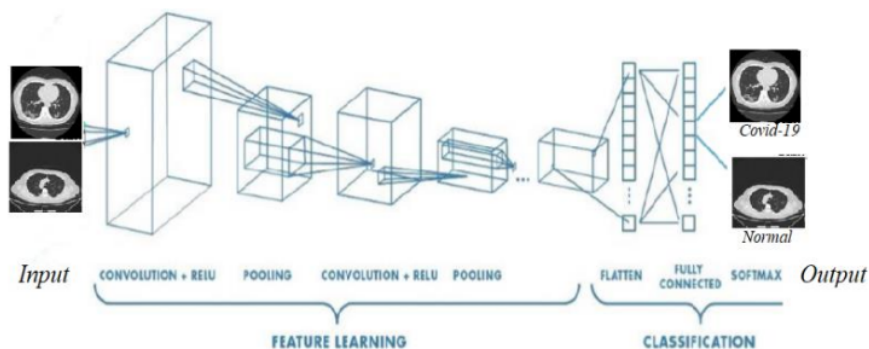 Covid-19
Normal
Input CONVOLUTION + RELU POOLING CONVOLUTION + RELU POOLING FLATTEN FULLY CONNECTED SOFTMAX Output
FEATURE LEARNING CLASSIFICATION